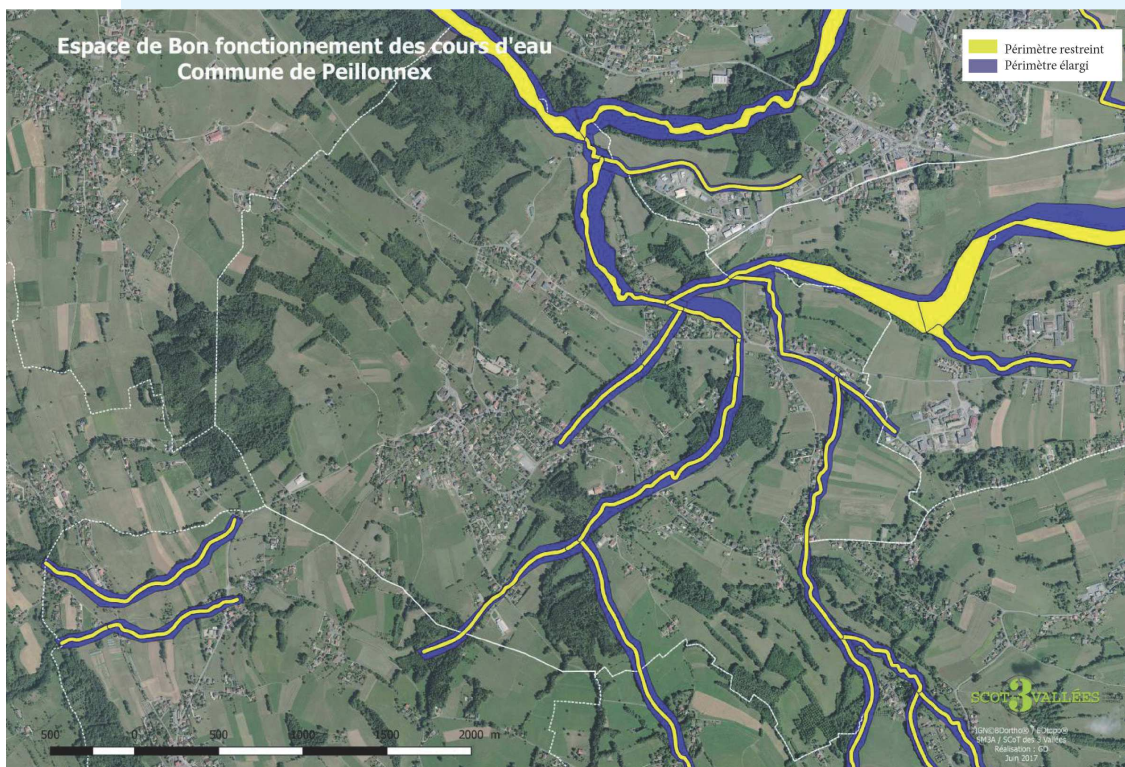 Espace de Bon fonctionnement des cours d'eau
Commune de Peillonnex
Périmètre restreint
Périmètre élargi
SCOT 3 VALLÉES
SM3A / SCoT des 3 Vallées
Réalisation : GD
Juin 2017
500 0 500 1000 1500 2000 m